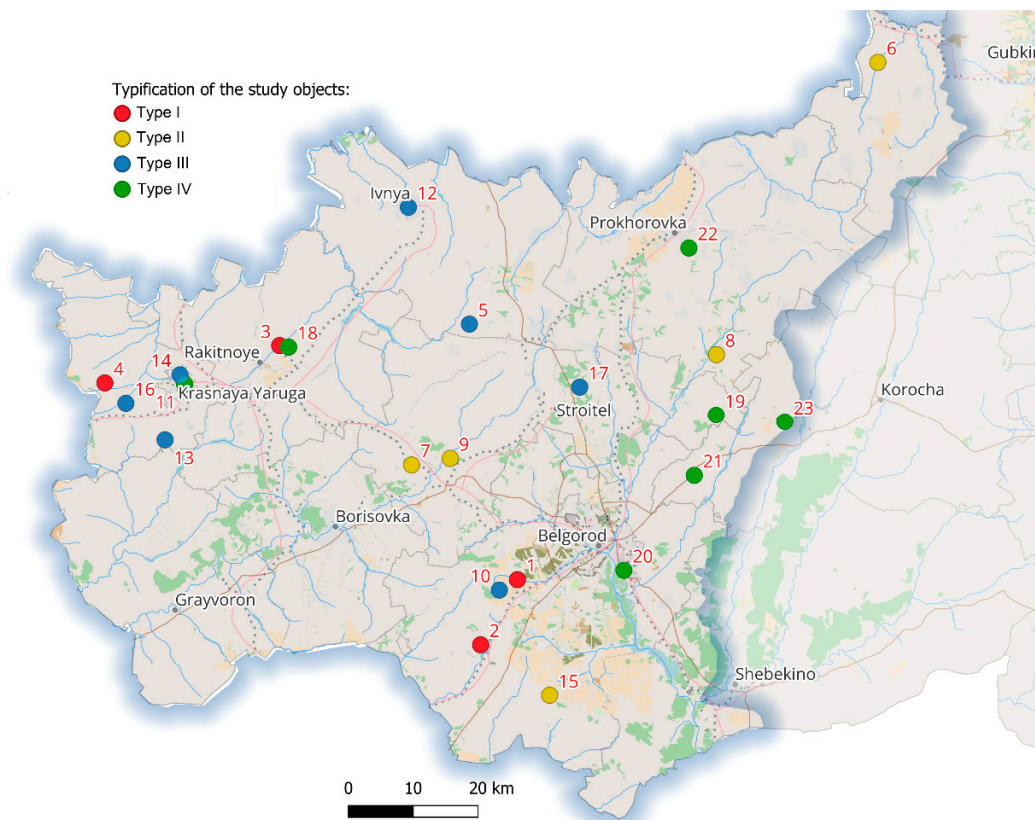 6
Gubkin
Typification of the study objects:
Type I
Type II
Type III
Type IV
Ivnya 12
Prokhorovka
22
5
3 18
Rakitnoye
8
14
4
17
16
11 Krasnaya Yaruga
Korocha
Stroitel
19
23
13
7 9
21
Borisovka
Belgorod
1
20
10
Grayvoron
2
Shebekino
15
0 10 20 km